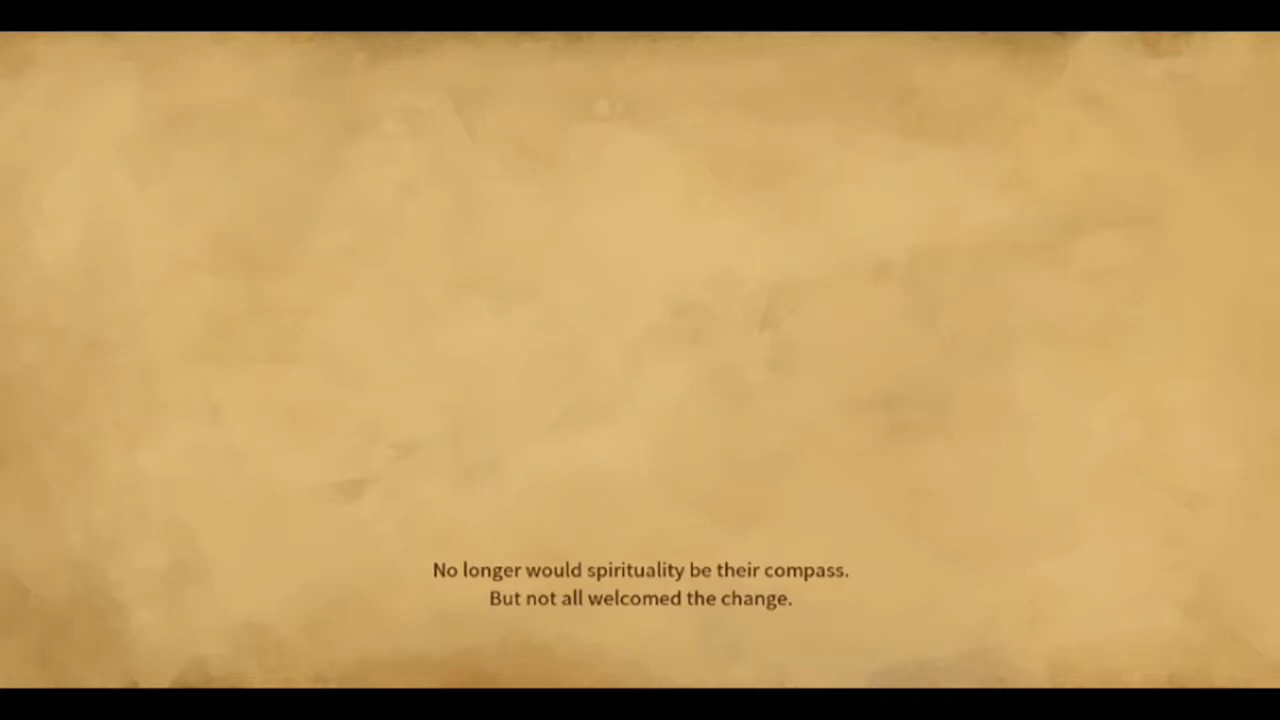 No longer would spirituality be their compass.
But not all welcomed the change.